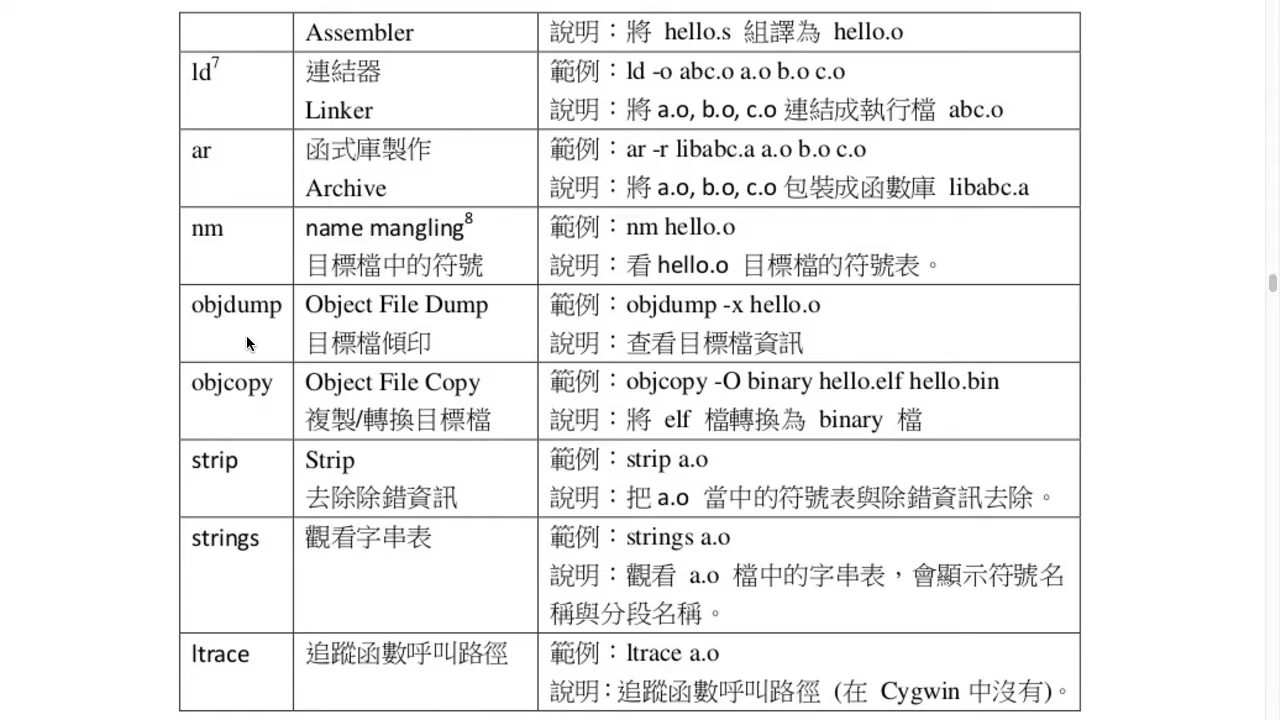 Assembler
說明：將 hello.s 組譯為 hello.o
ld7
連結器
Linker
範例：ld -o abc.o a.o b.o c.o
說明：將 a.o, b.o, c.o 連結成執行檔 abc.o
ar
函式庫製作
Archive
範例：ar -r libabc.a a.o b.o c.o
說明：將 a.o, b.o, c.o 包裝成函數庫 libabc.a
nm
name mangling8
目標檔中的符號
範例：nm hello.o
說明：看 hello.o 目標檔的符號表。
objdump
Object File Dump
目標檔傾印
範例：objdump -x hello.o
說明：查看目標檔資訊
objcopy
Object File Copy
複製/轉換目標檔
範例：objcopy -O binary hello.elf hello.bin
說明：將 elf 檔轉換為 binary 檔
strip
Strip
去除除錯資訊
範例：strip a.o
說明：把 a.o 當中的符號表與除錯資訊去除。
strings
觀看字串表
範例：strings a.o
說明：觀看 a.o 檔中的字串表，會顯示符號名
稱與分段名稱。
ltrace
追蹤函數呼叫路徑
範例：ltrace a.o
說明：追蹤函數呼叫路徑 (在 Cygwin 中沒有)。